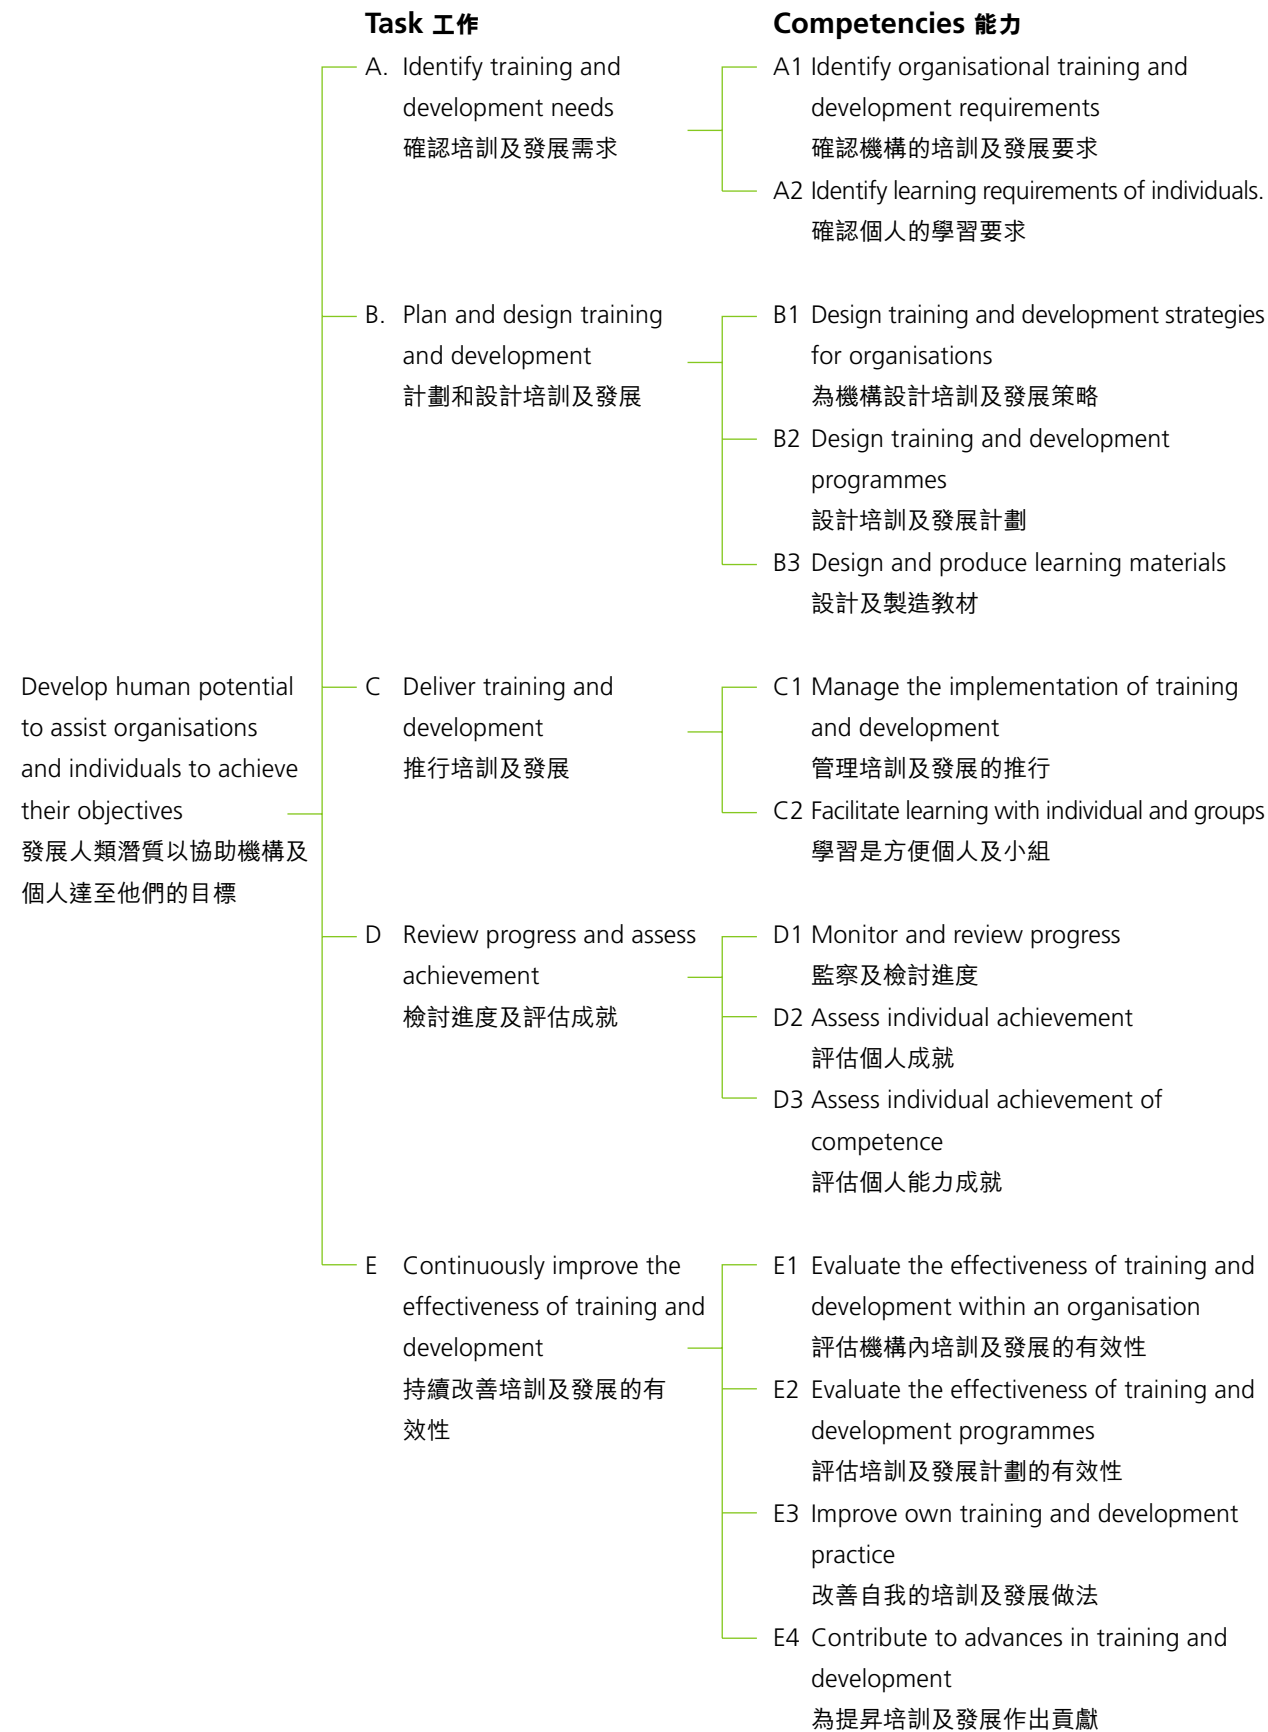 Task 工作
Competencies 能力
Develop human potential
to assist organisations
and individuals to achieve
their objectives
發展人類潛質以協助機構及
個人達至他們的目標
A. Identify training and
development needs
確認培訓及發展需求
A1 Identify organisational training and
development requirements
確認機構的培訓及發展要求
A2 Identify learning requirements of individuals.
確認個人的學習要求
B. Plan and design training
and development
計劃和設計培訓及發展
B1 Design training and development strategies
for organisations
為機構設計培訓及發展策略
B2 Design training and development
programmes
設計培訓及發展計劃
B3 Design and produce learning materials
設計及製造教材
C Deliver training and
development
推行培訓及發展
C1 Manage the implementation of training
and development
管理培訓及發展的推行
C2 Facilitate learning with individual and groups
學習是方便個人及小組
D Review progress and assess
achievement
檢討進度及評估成就
D1 Monitor and review progress
監察及檢討進度
D2 Assess individual achievement
評估個人成就
D3 Assess individual achievement of
competence
評估個人能力成就
E Continuously improve the
effectiveness of training and
development
持續改善培訓及發展的有
效性
E1 Evaluate the effectiveness of training and
development within an organisation
評估機構內培訓及發展的有效性
E2 Evaluate the effectiveness of training and
development programmes
評估培訓及發展計劃的有效性
E3 Improve own training and development
practice
改善自我的培訓及發展做法
E4 Contribute to advances in training and
development
為提昇培訓及發展作出貢獻